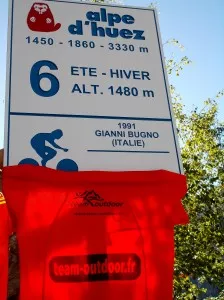 alpe
d'huez
1450 - 1860 - 3330 m
6
ETE - HIVER
ALT. 1480 m
1991
GIANNI BUGNO
(ITALIE)
team-outdoor.fr